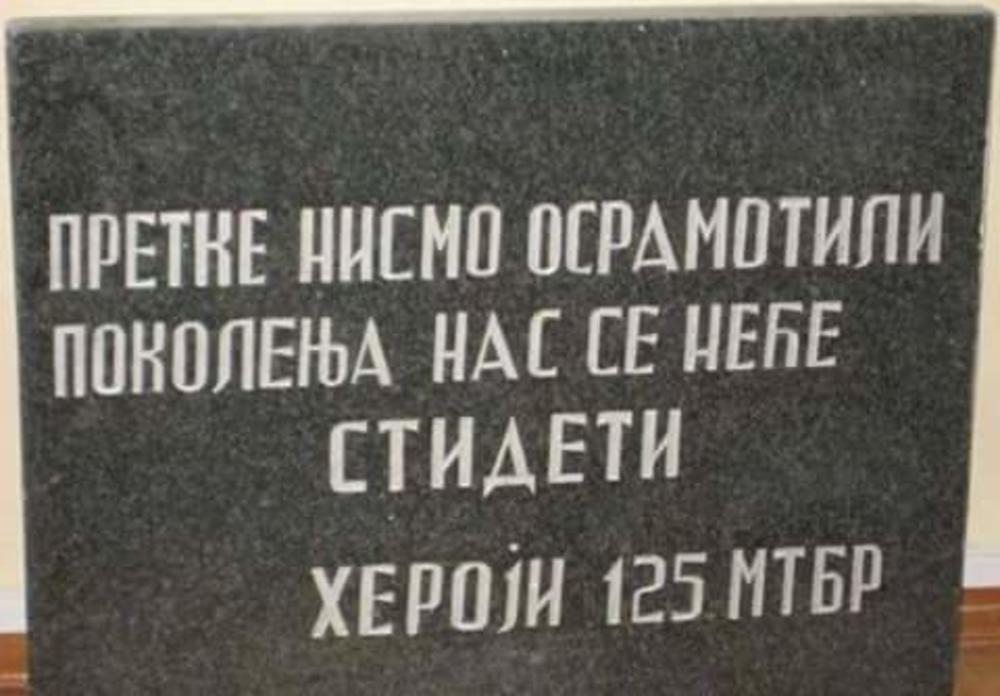 ПРЕТКЕ НИСМО ОСРАМОТИЛИ
ПОКОЛЕЊА НАС СЕ НЕЋЕ
СТИДЕТИ
ХЕРОЈИ 125 МТБР